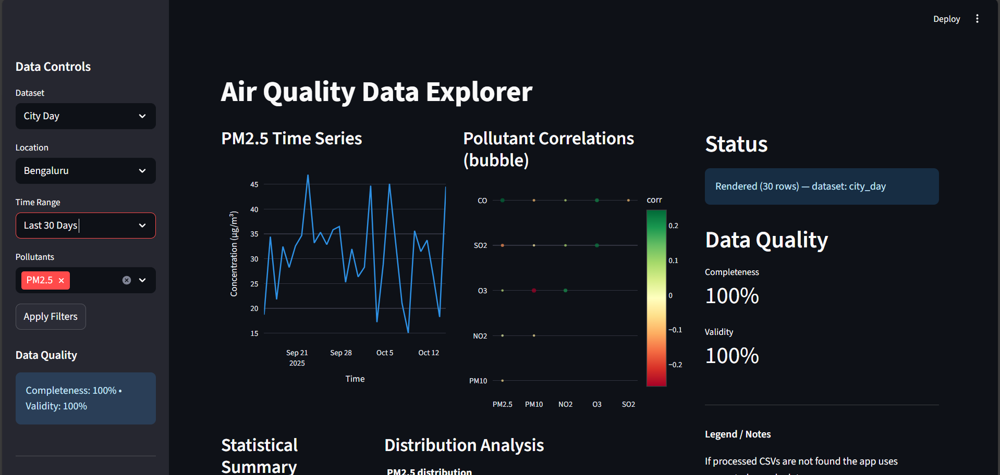 Deploy
Data Controls
Dataset
City Day
Location
Bengaluru
Time Range
Last 30 Days
Pollutants
PM2.5
Apply Filters
Data Quality
Completeness: 100% •
Validity: 100%
Air Quality Data Explorer
PM2.5 Time Series
45
40
35
30
25
20
15
Concentration (µg/m³)
Sep 21
2025
Sep 28
Oct 5
Oct 12
Time
Pollutant Correlations
(bubble)
CO
SO2
O3
NO2
PM10
PM2.5
PM10
NO2
O3
SO2
corr
0.2
0.1
0
−0.1
−0.2
Status
Rendered (30 rows) — dataset: city_day
Data Quality
Completeness
100%
Validity
100%
Legend / Notes
If processed CSVs are not found the app uses
Statistical
Summary
Distribution Analysis
PM2.5 distribution